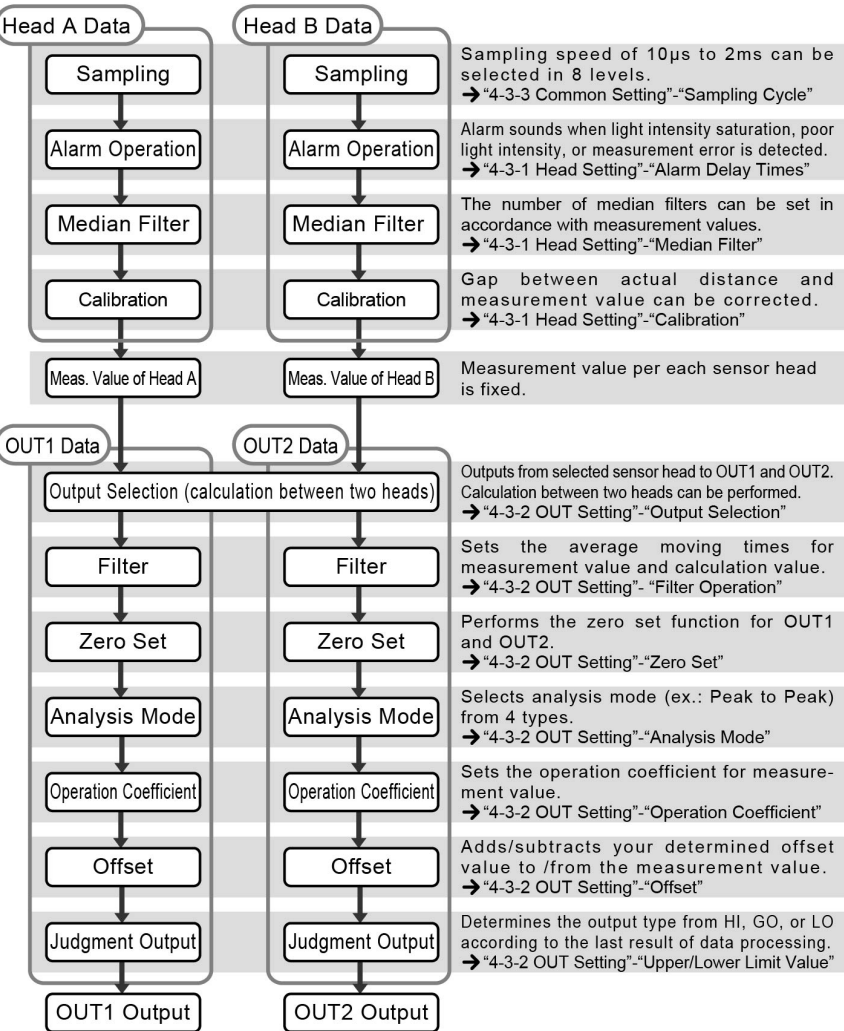 Head A Data
Head B Data
Sampling
Sampling
Sampling speed of 10μs to 2ms can be
selected in 8 levels.
➔“4-3-3 Common Setting”-“Sampling Cycle”
Alarm Operation
Alarm Operation
Alarm sounds when light intensity saturation, poor
light intensity, or measurement error is detected.
➔“4-3-1 Head Setting”-“Alarm Delay Times”
Median Filter
Median Filter
The number of median filters can be set in
accordance with measurement values.
➔“4-3-1 Head Setting”-“Median Filter”
Calibration
Calibration
Gap between actual distance and
measurement value can be corrected.
➔“4-3-1 Head Setting”-“Calibration”
Meas. Value of Head A
Meas. Value of Head B
Measurement value per each sensor head
is fixed.
OUT1 Data
OUT2 Data
Output Selection (calculation between two heads)
Outputs from selected sensor head to OUT1 and OUT2.
Calculation between two heads can be performed.
➔“4-3-2 OUT Setting”-“Output Selection”
Filter
Filter
Sets the average moving times for
measurement value and calculation value.
➔“4-3-2 OUT Setting”- “Filter Operation”
Zero Set
Zero Set
Performs the zero set function for OUT1
and OUT2.
➔“4-3-2 OUT Setting”-“Zero Set”
Analysis Mode
Analysis Mode
Selects analysis mode (ex.: Peak to Peak)
from 4 types.
➔“4-3-2 OUT Setting”-“Analysis Mode”
Operation Coefficient
Operation Coefficient
Sets the operation coefficient for measure-
ment value.
➔“4-3-2 OUT Setting”-“Operation Coefficient”
Offset
Offset
Adds/subtracts your determined offset
value to /from the measurement value.
➔“4-3-2 OUT Setting”-“Offset”
Judgment Output
Judgment Output
Determines the output type from HI, GO, or LO
according to the last result of data processing.
➔“4-3-2 OUT Setting”-“Upper/Lower Limit Value”
OUT1 Output
OUT2 Output